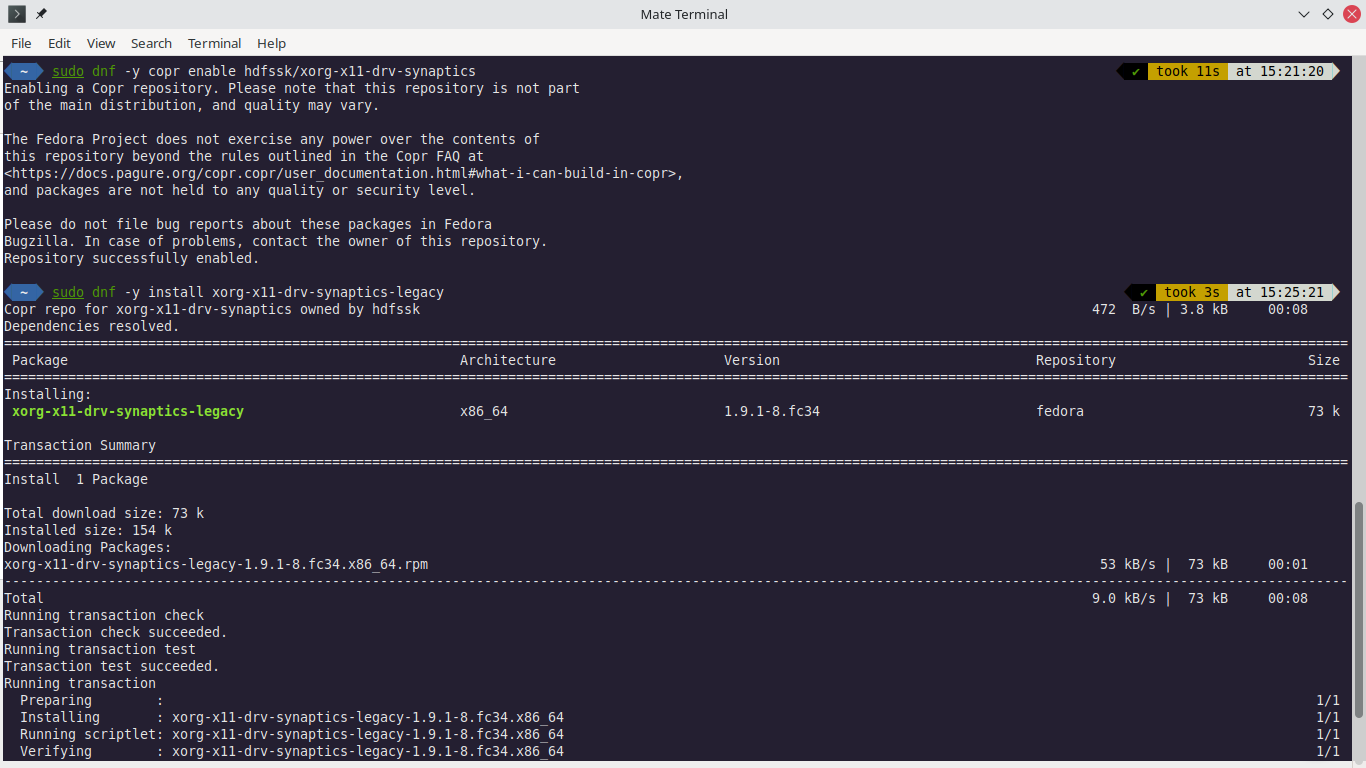 Mate Terminal
File Edit View Search Terminal Help
~ sudo dnf -y copr enable hdfssk/xorg-x11-drv-synaptics ✔ took 11s at 15:21:20
Enabling a Copr repository. Please note that this repository is not part
of the main distribution, and quality may vary.
The Fedora Project does not exercise any power over the contents of
this repository beyond the rules outlined in the Copr FAQ at
<https://docs.pagure.org/copr.copr/user_documentation.html#what-i-can-build-in-copr>,
and packages are not held to any quality or security level.
Please do not file bug reports about these packages in Fedora
Bugzilla. In case of problems, contact the owner of this repository.
Repository successfully enabled.
~ sudo dnf -y install xorg-x11-drv-synaptics-legacy ✔ took 3s at 15:25:21
Copr repo for xorg-x11-drv-synaptics owned by hdfssk 472 B/s | 3.8 kB 00:08
Dependencies resolved.
================================================================================
Package Architecture Version Repository Size
================================================================================
Installing:
xorg-x11-drv-synaptics-legacy x86_64 1.9.1-8.fc34 fedora 73 k
Transaction Summary
================================================================================
Install 1 Package
Total download size: 73 k
Installed size: 154 k
Downloading Packages:
xorg-x11-drv-synaptics-legacy-1.9.1-8.fc34.x86_64.rpm 53 kB/s | 73 kB 00:01
--------------------------------------------------------------------------------
Total 9.0 kB/s | 73 kB 00:08
Running transaction check
Transaction check succeeded.
Running transaction test
Transaction test succeeded.
Running transaction
Preparing : 1/1
Installing : xorg-x11-drv-synaptics-legacy-1.9.1-8.fc34.x86_64 1/1
Running scriptlet: xorg-x11-drv-synaptics-legacy-1.9.1-8.fc34.x86_64 1/1
Verifying : xorg-x11-drv-synaptics-legacy-1.9.1-8.fc34.x86_64 1/1